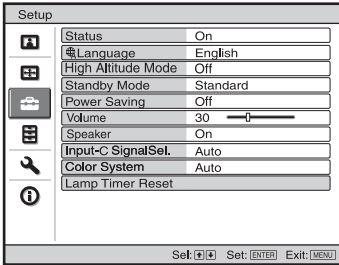 Setup
Status On
Language English
High Altitude Mode Off
Standby Mode Standard
Power Saving Off
Volume 30
Speaker On
Input-C SignalSel. Auto
Color System Auto
Lamp Timer Reset
Sel: Set: ENTER Exit: MENU